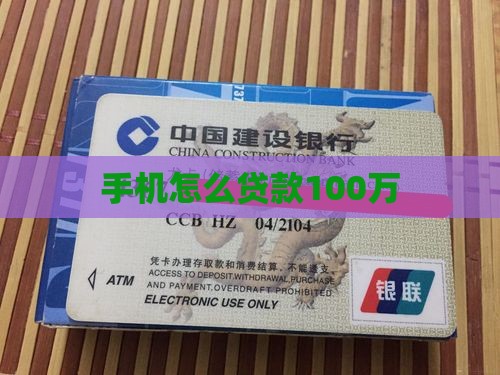 中国建设银行
CHINA CONSTRUCTION BANK
手机怎么贷款100万
CCB HZ 04/2104
凭卡办理存取款和消费结算,不能透支。
ATM
ACCESS TO DEPOSIT.WITHDRAWAL.PURCHASE
AND PAYMENT.OVERDRAFT PROHIBITED.
ELECTRONIC USE ONLY
银联